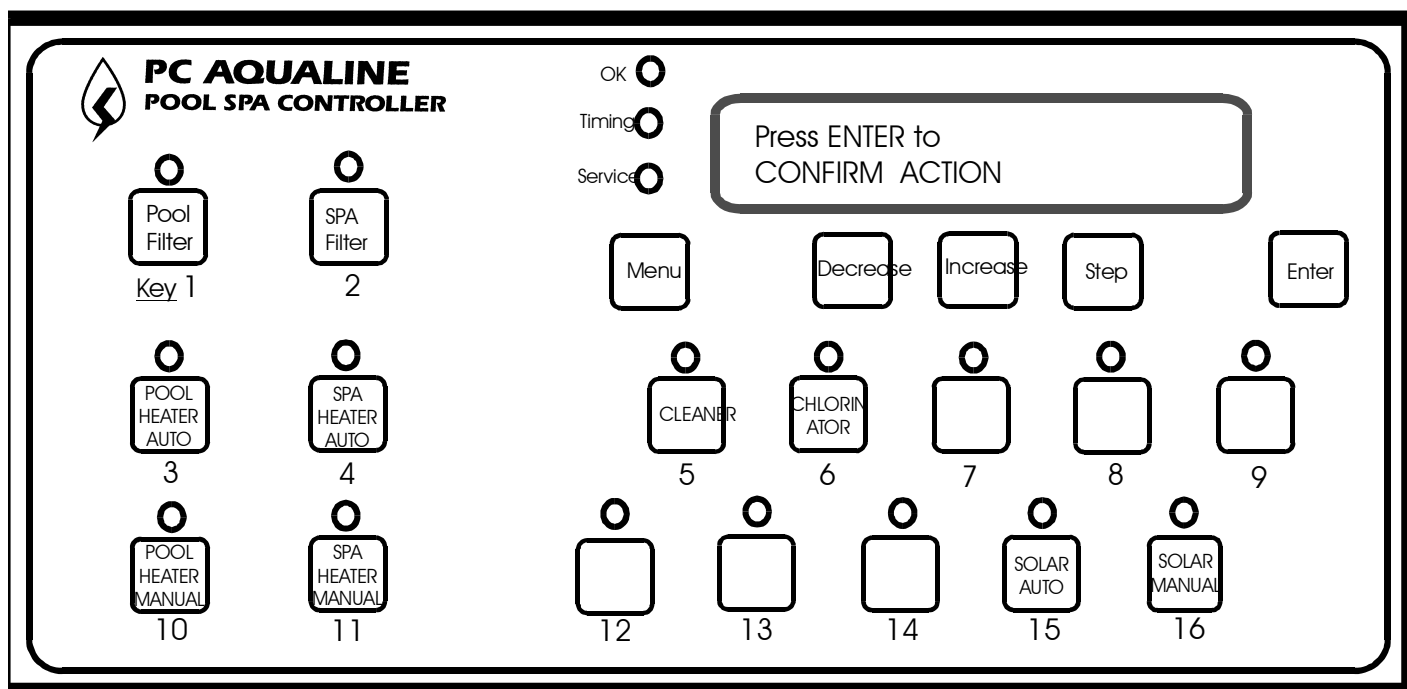 PC AQUALINE
POOL SPA CONTROLLER
OK
Timing
Service
Press ENTER to
CONFIRM  ACTION
Pool
Filter
Key 1
SPA
Filter
2
Menu
Decrease
Increase
Step
Enter
POOL
HEATER
AUTO
3
SPA
HEATER
AUTO
4
CLEANER
5
CHLORIN
ATOR
6
7
8
9
POOL
HEATER
MANUAL
10
SPA
HEATER
MANUAL
11
12
13
14
SOLAR
AUTO
15
SOLAR
MANUAL
16